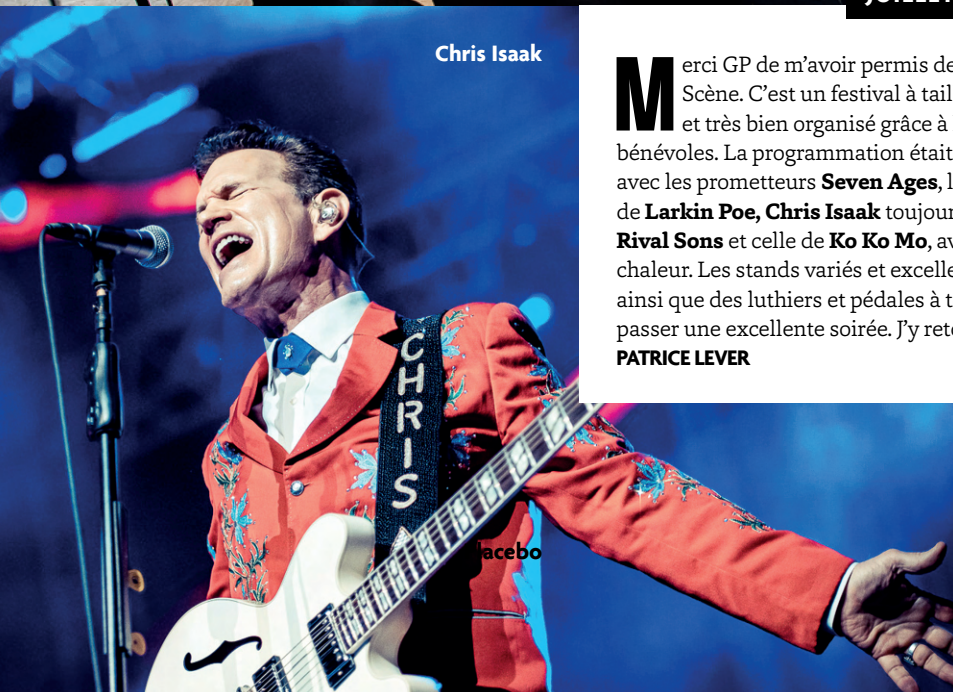 Chris Isaak
Merci GP de m’avoir permis de
Scène. C’est un festival à tail
et très bien organisé grâce à
bénévoles. La programmation était
avec les prometteurs Seven Ages, l
de Larkin Poe, Chris Isaak toujour
Rival Sons et celle de Ko Ko Mo, av
chaleur. Les stands variés et excelle
ainsi que des luthiers et pédales à t
passer une excellente soirée. J’y reto
PATRICE LEVER
CHRIS
lacebo